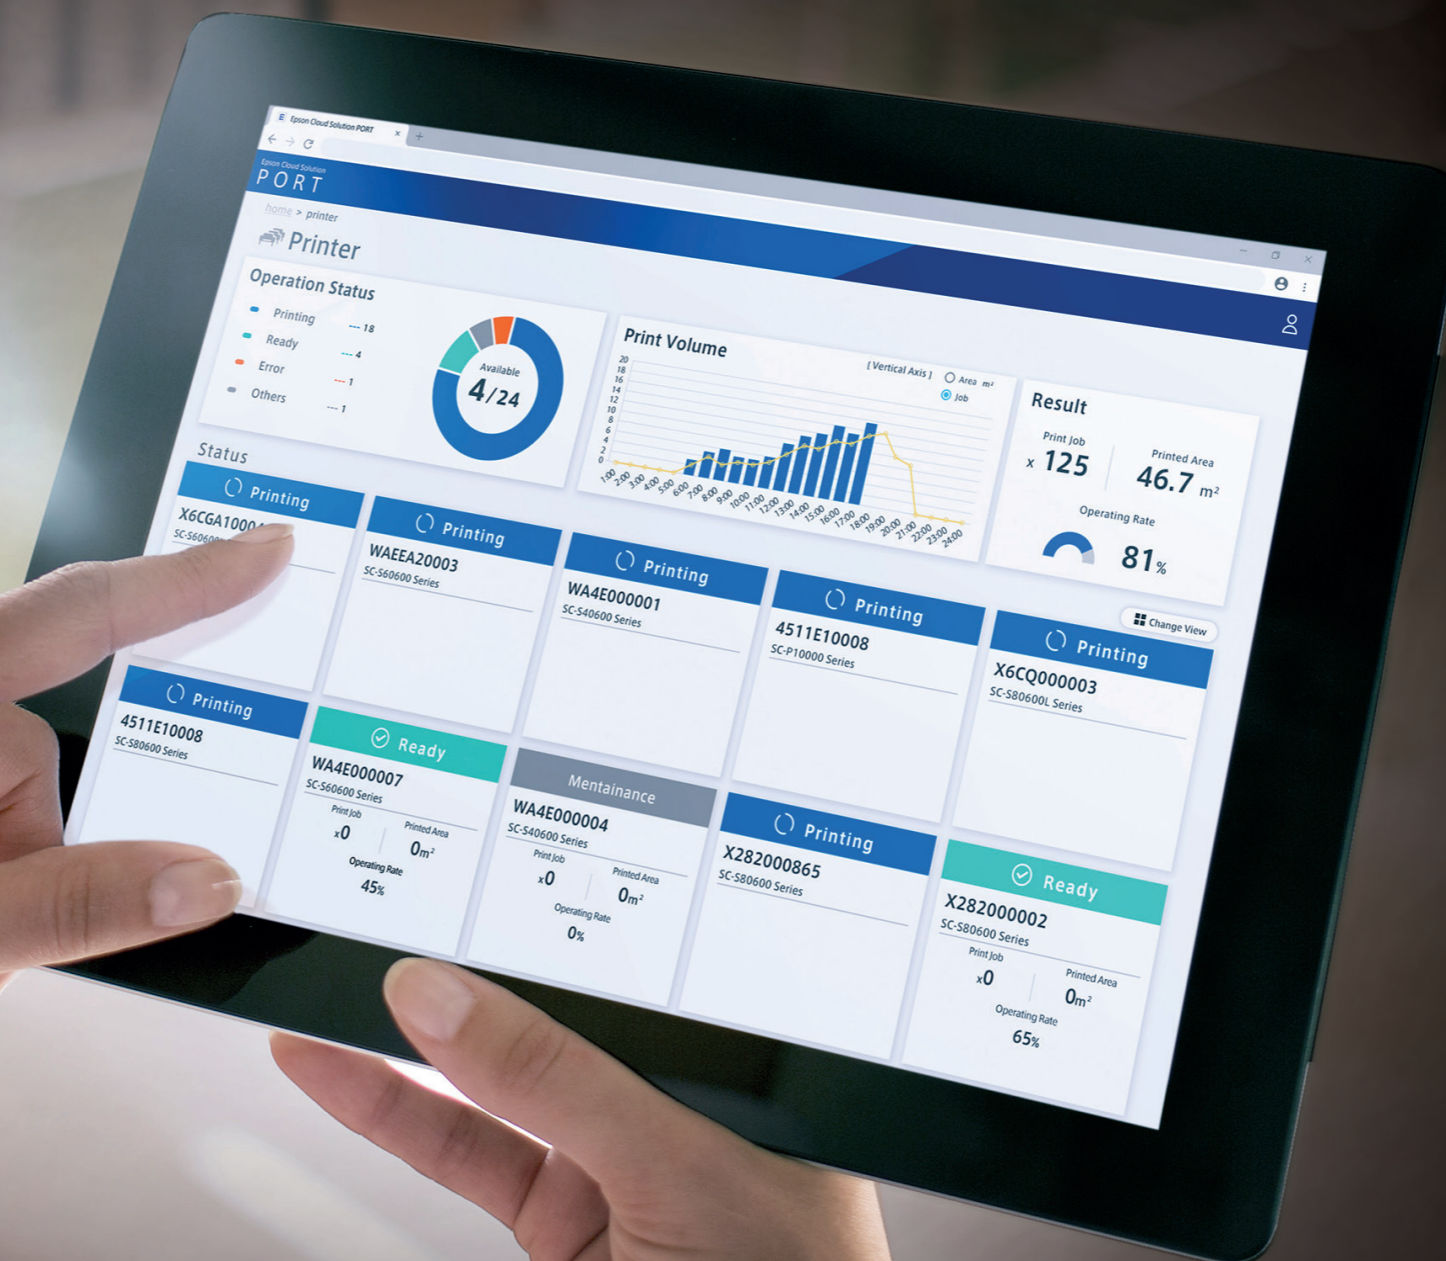 E Epson Cloud Solution PORT
Epson Cloud Solution
PORT
home > printer
Printer
Operation Status
Printing --- 18
Ready --- 4
Error --- 1
Others --- 1
Available
4/24
Print Volume
[ Vertical Axis ] Area m²
Job
20
18
16
14
12
10
8
6
4
2
0
1:00 2:00 3:00 4:00 5:00 6:00 7:00 8:00 9:00 10:00 11:00 12:00 13:00 14:00 15:00 16:00 17:00 18:00 19:00 20:00 21:00 22:00 23:00 24:00
Result
Print Job
x 125
Printed Area
46.7 m²
Operating Rate
81%
Change View
Status
Printing
X6CGA1000
Printing
WAEEA20003
SC-S60600 Series
Printing
WA4E000001
SC-S40600 Series
Printing
4511E10008
SC-P10000 Series
Printing
X6CQ000003
SC-S80600L Series
Printing
4511E10008
SC-S80600 Series
Ready
WA4E000007
SC-S60600 Series
Print Job
x0
Printed Area
0m²
Operating Rate
45%
Mentainance
WA4E000004
SC-S40600 Series
Print Job
x0
Printed Area
0m²
Operating Rate
0%
Printing
X282000865
SC-S80600 Series
Ready
X282000002
SC-S80600 Series
Print Job
x0
Printed Area
0m²
Operating Rate
65%